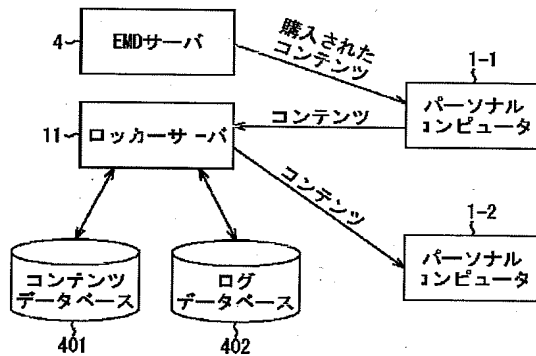 4
EMDサーバ
購入された
コンテンツ
1-1
パーソナル
コンピュータ
コンテンツ
11
ロッカーサーバ
コンテンツ
1-2
パーソナル
コンピュータ
コンテンツ
データベース
401
ログ
データベース
402